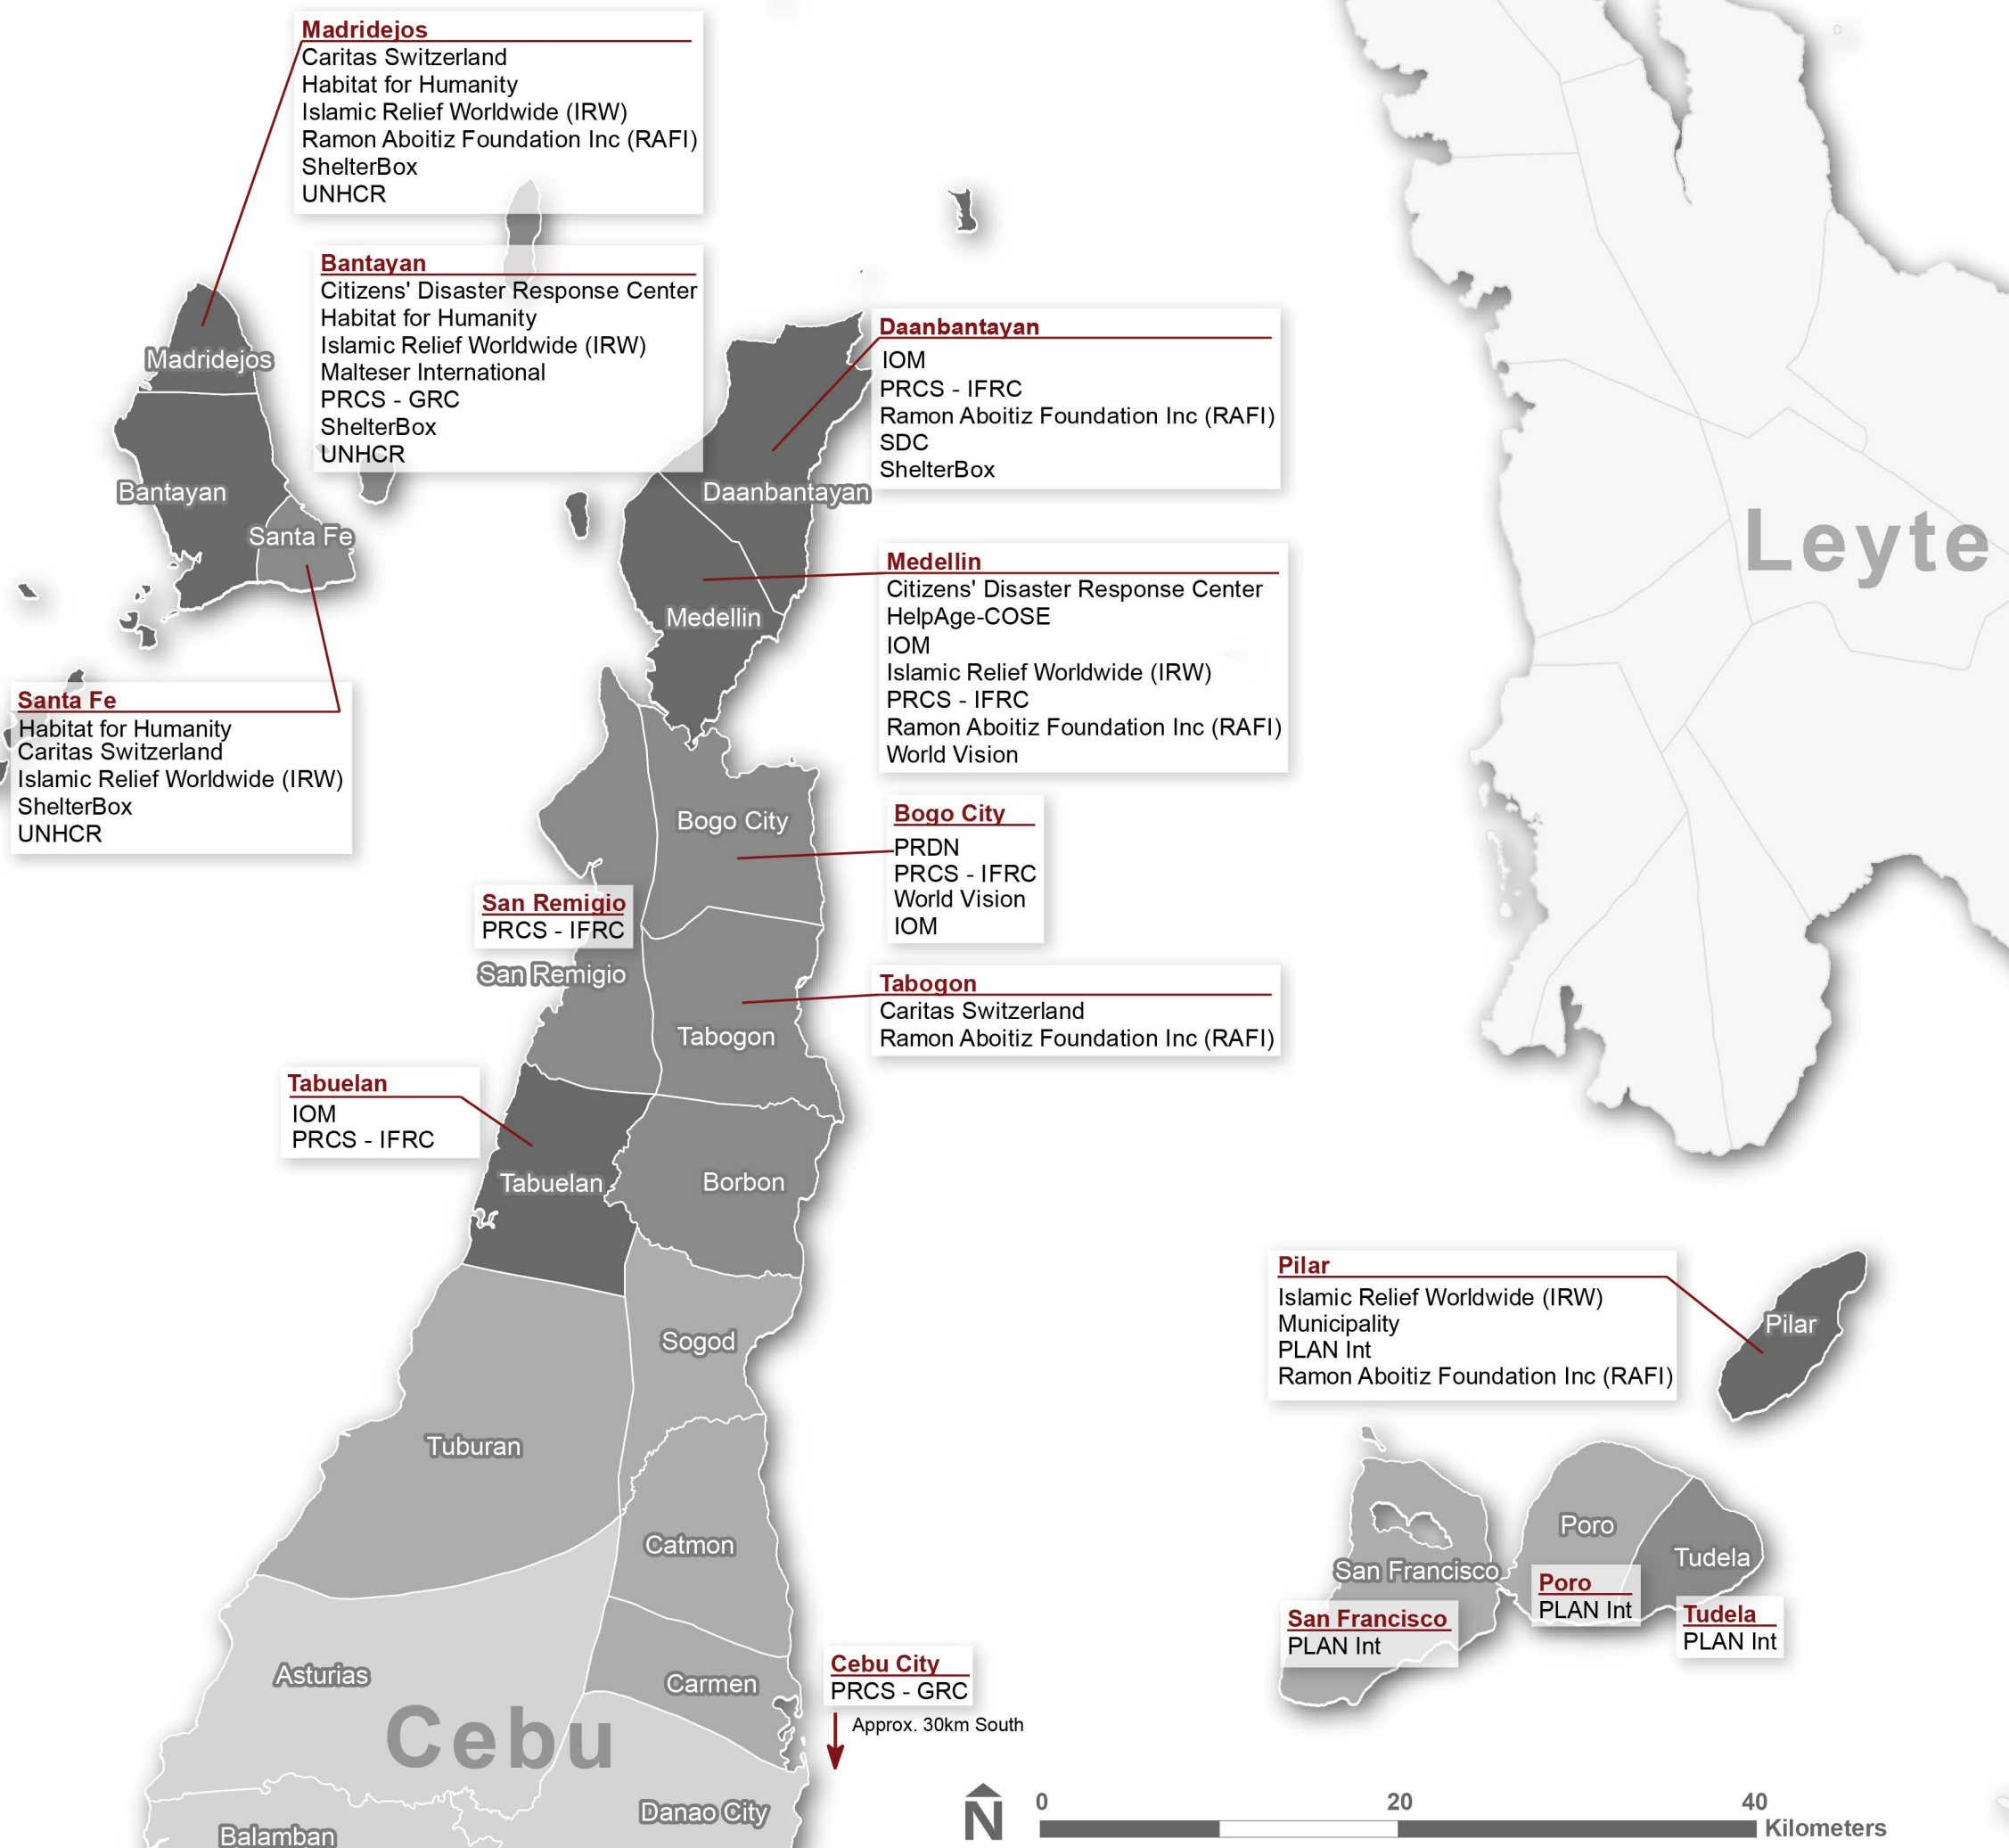 Madridejos
Caritas Switzerland
Habitat for Humanity
Islamic Relief Worldwide (IRW)
Ramon Aboitiz Foundation Inc (RAFI)
ShelterBox
UNHCR
Bantayan
Citizens' Disaster Response Center
Habitat for Humanity
Islamic Relief Worldwide (IRW)
Malteser International
PRCS - GRC
ShelterBox
UNHCR
Daanbantayan
IOM
PRCS - IFRC
Ramon Aboitiz Foundation Inc (RAFI)
SDC
ShelterBox
Madridejos
Bantayan
Santa Fe
Daanbantayan
Leyte
Medellin
Citizens' Disaster Response Center
HelpAge-COSE
IOM
Islamic Relief Worldwide (IRW)
PRCS - IFRC
Ramon Aboitiz Foundation Inc (RAFI)
World Vision
Medellin
Santa Fe
Habitat for Humanity
Caritas Switzerland
Islamic Relief Worldwide (IRW)
ShelterBox
UNHCR
Bogo City
Bogo City
PRDN
PRCS - IFRC
World Vision
IOM
San Remigio
PRCS - IFRC
San Remigio
Tabogon
Caritas Switzerland
Ramon Aboitiz Foundation Inc (RAFI)
Tabogon
Tabuelan
IOM
PRCS - IFRC
Tabuelan
Borbon
Pilar
Islamic Relief Worldwide (IRW)
Municipality
PLAN Int
Ramon Aboitiz Foundation Inc (RAFI)
Pilar
Sogod
Tuburan
Catmon
Poro
Tudela
San Francisco
Poro
PLAN Int
San Francisco
PLAN Int
Tudela
PLAN Int
Asturias
Carmen
Cebu City
PRCS - GRC
Approx. 30km South
Cebu
Danao City
Balamban
N
0 20 40
Kilometers